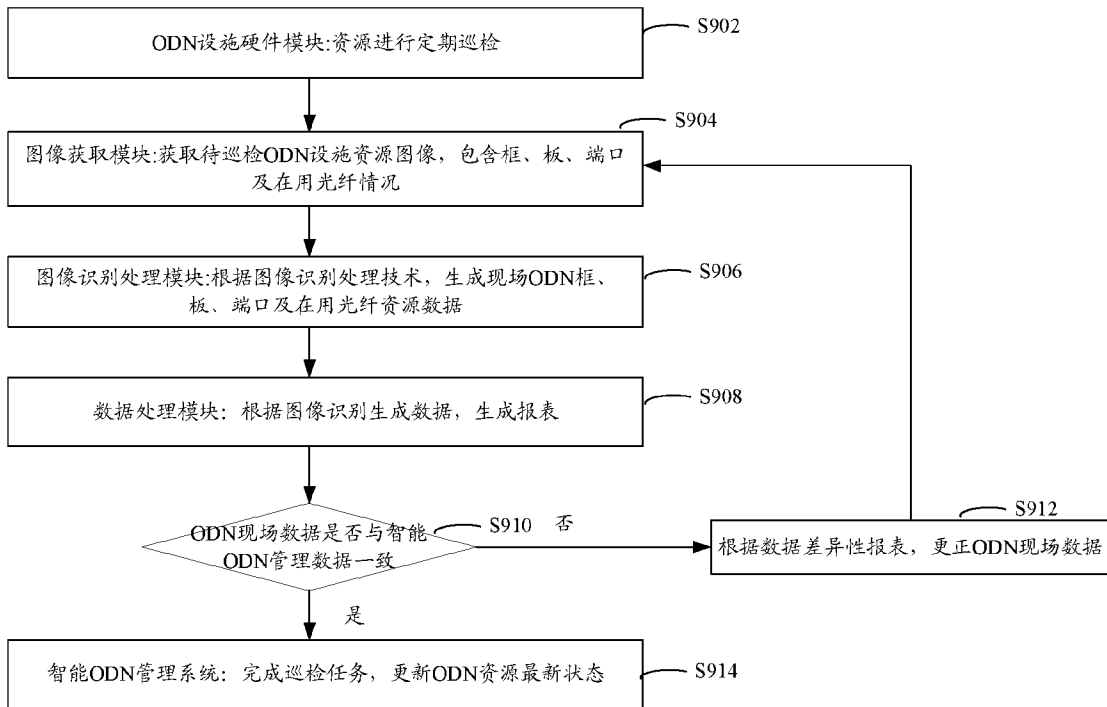 S902
ODN设施硬件模块:资源进行定期巡检
S904
图像获取模块:获取待巡检ODN设施资源图像，包含框、板、端口
及在用光纤情况
S906
图像识别处理模块:根据图像识别处理技术，生成现场ODN框、
板、端口及在用光纤资源数据
S908
数据处理模块：根据图像识别生成数据，生成报表
ODN现场数据是否与智能
ODN管理数据一致
S910
否
S912
根据数据差异性报表，更正ODN现场数据
是
智能ODN管理系统：完成巡检任务，更新ODN资源最新状态
S914